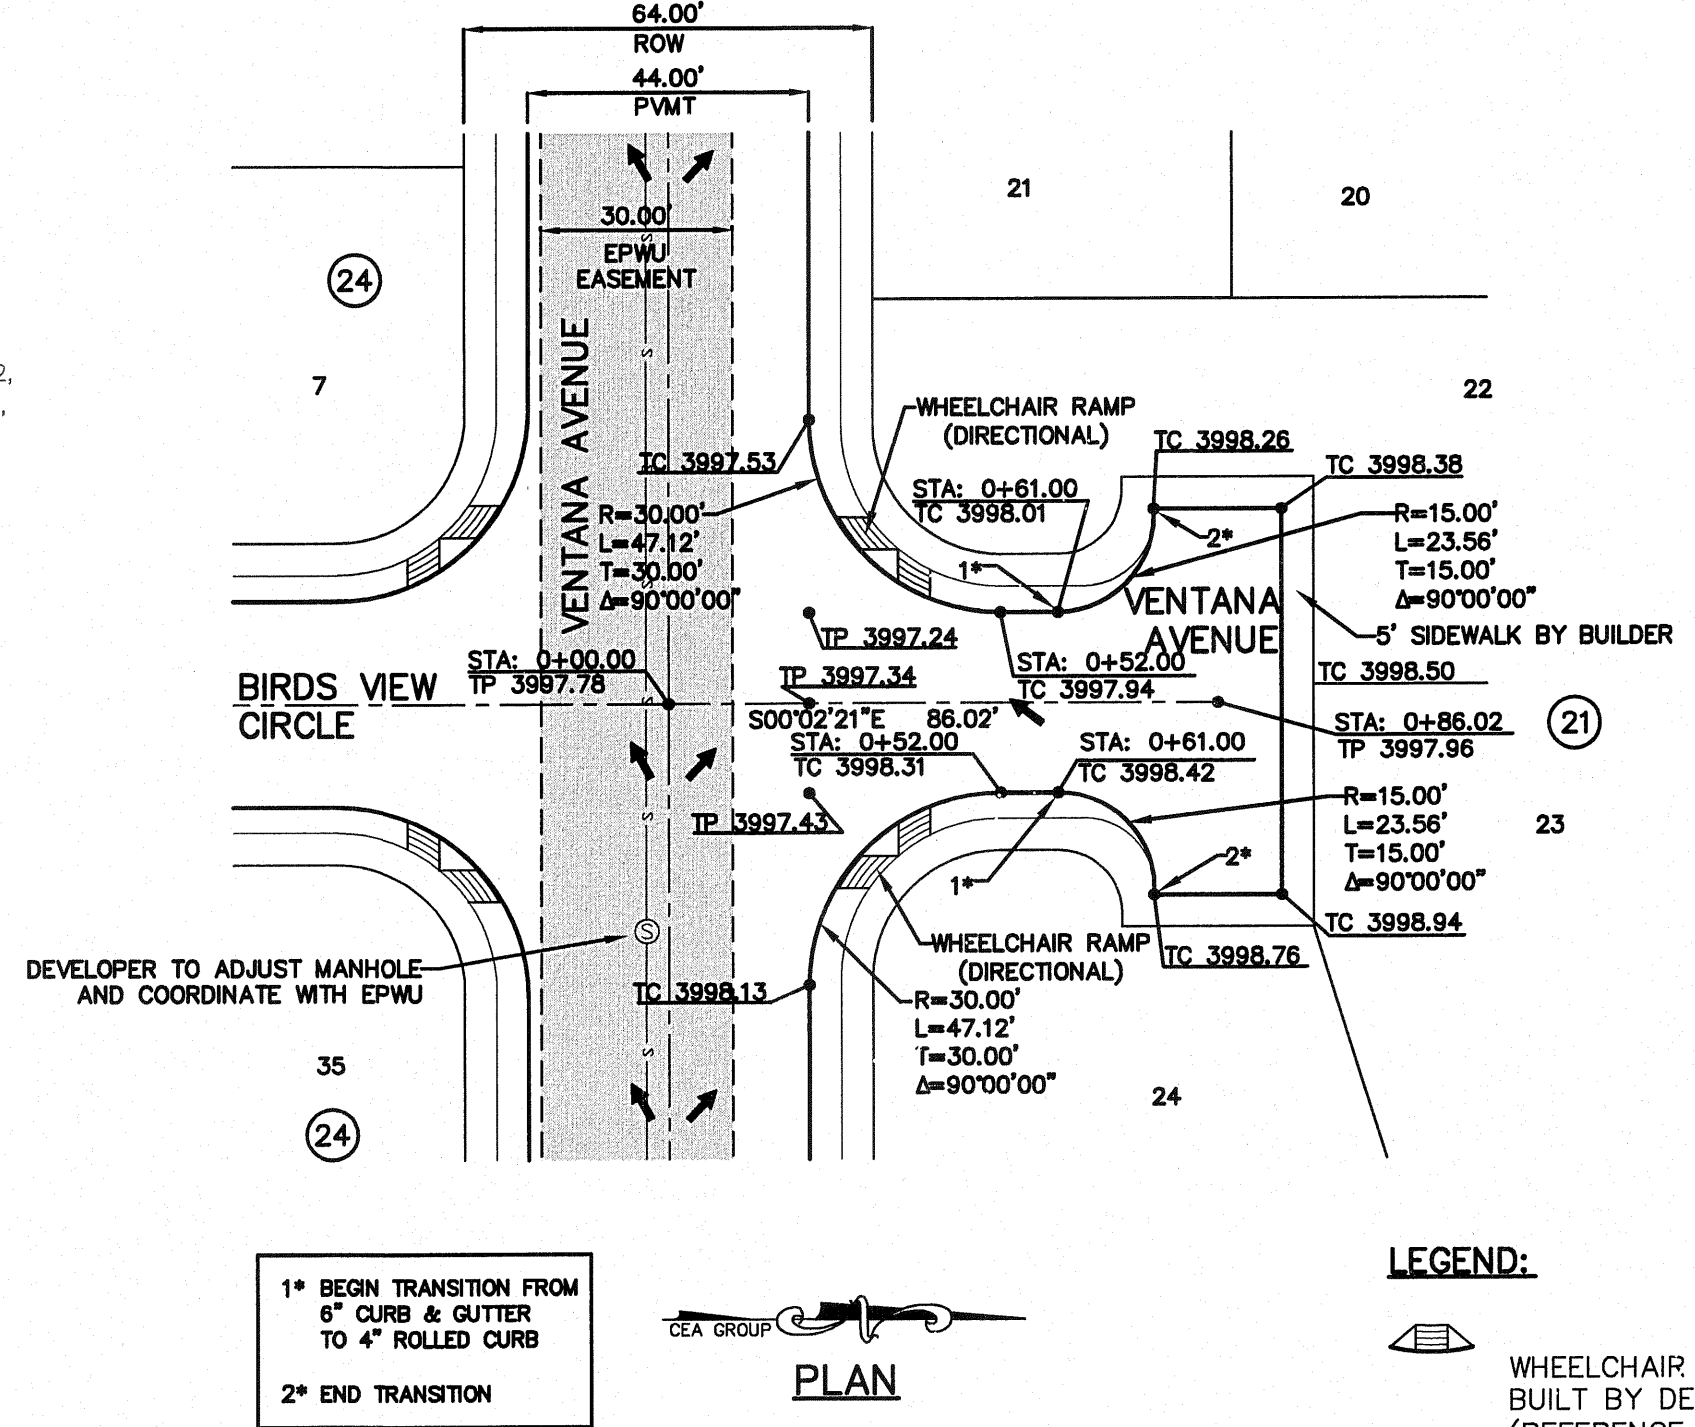 64.00'
ROW
44.00'
PVMT
30.00'
EPWU
EASEMENT
21
20
24
7
2,
,
22
VENTANA AVENUE
WHEELCHAIR RAMP
(DIRECTIONAL)
TC 3997.53
STA: 0+61.00
TC 3998.01
TC 3998.26
TC 3998.38
R=30.00'
L=47.12'
T=30.00'
Δ=90°00'00"
1*
2*
R=15.00'
L=23.56'
T=15.00'
Δ=90°00'00"
VENTANA
AVENUE
5' SIDEWALK BY BUILDER
TP 3997.24
STA: 0+00.00
TP 3997.78
TP 3997.34
STA: 0+52.00
TC 3997.94
TC 3998.50
BIRDS VIEW
CIRCLE
S00°02'21"E 86.02'
STA: 0+86.02
TP 3997.96
21
STA: 0+52.00
TC 3998.31
STA: 0+61.00
TC 3998.42
R=15.00'
L=23.56'
T=15.00'
Δ=90°00'00"
23
TP 3997.43
1*
2*
TC 3998.94
TC 3998.76
WHEELCHAIR RAMP
(DIRECTIONAL)
S
S
S
S
S
S
S
DEVELOPER TO ADJUST MANHOLE
AND COORDINATE WITH EPWU
TC 3998.13
R=30.00'
L=47.12'
T=30.00'
Δ=90°00'00"
35
24
24
1* BEGIN TRANSITION FROM
6" CURB & GUTTER
TO 4" ROLLED CURB
2* END TRANSITION
CEA GROUP
PLAN
LEGEND:
WHEELCHAIR
BUILT BY DE
(REFERENCE